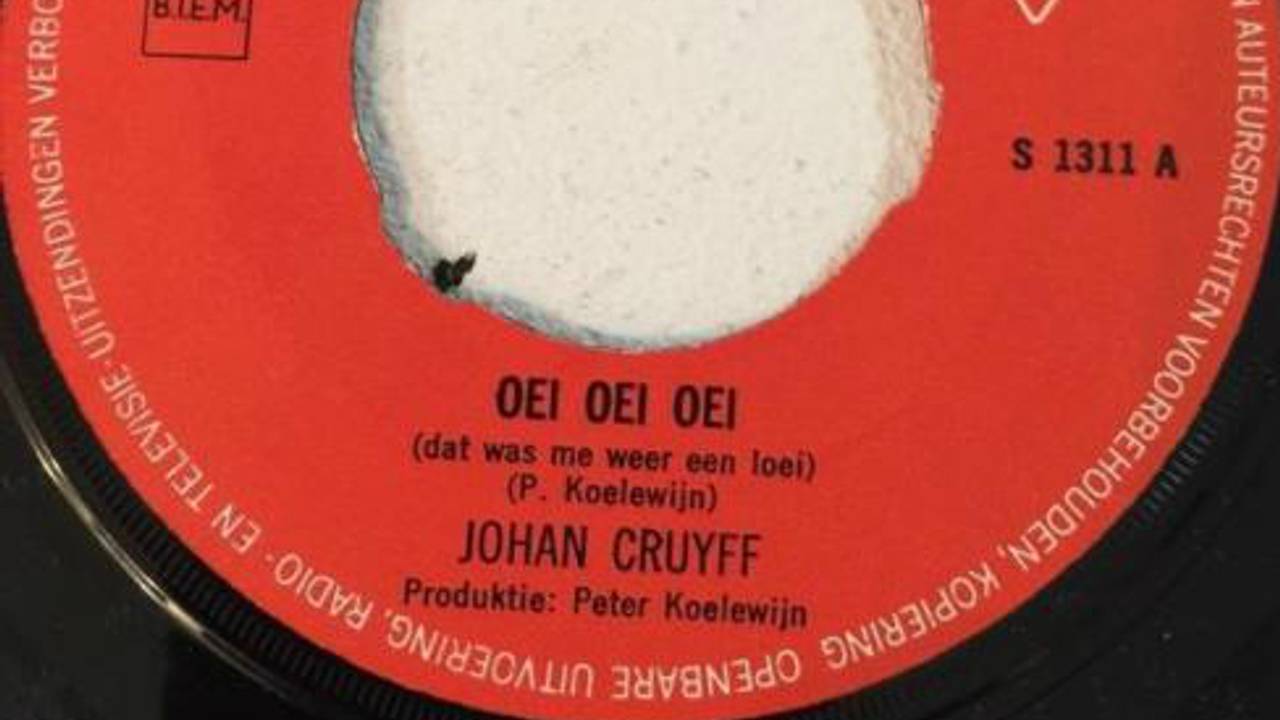 B.I.E.M.
S 1311 A
OEI OEI OEI
(dat was me weer een loei)
(P. Koelewijn)
JOHAN CRUYFF
Produktie: Peter Koelewijn
AUTEURSRECHTEN VOORBEHOUDEN, KOPIERING OPENBARE UITVOERING, RADIO- EN TELEVISIE-UITZENDINGEN